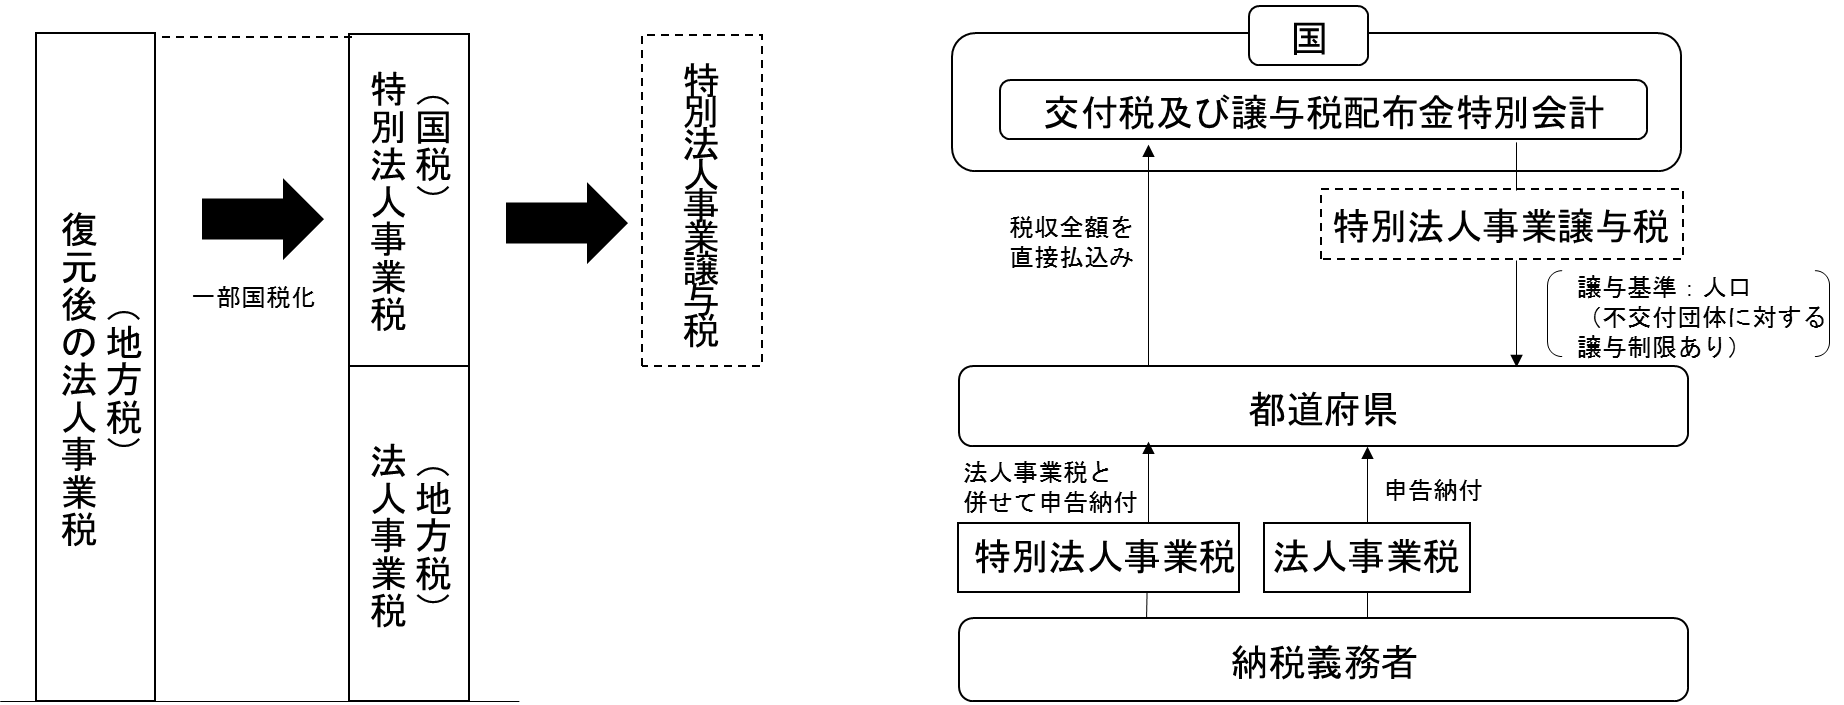 復元後の法人事業税
（地方税）
一部国税化
特別法人事業税
（国税）
法人事業税
（地方税）
特別法人事業譲与税
国
交付税及び譲与税配布金特別会計
税収全額を
直接払込み
特別法人事業譲与税
譲与基準：人口
（不交付団体に対する
譲与制限あり）
都道府県
法人事業税と
併せて申告納付
申告納付
特別法人事業税
法人事業税
納税義務者